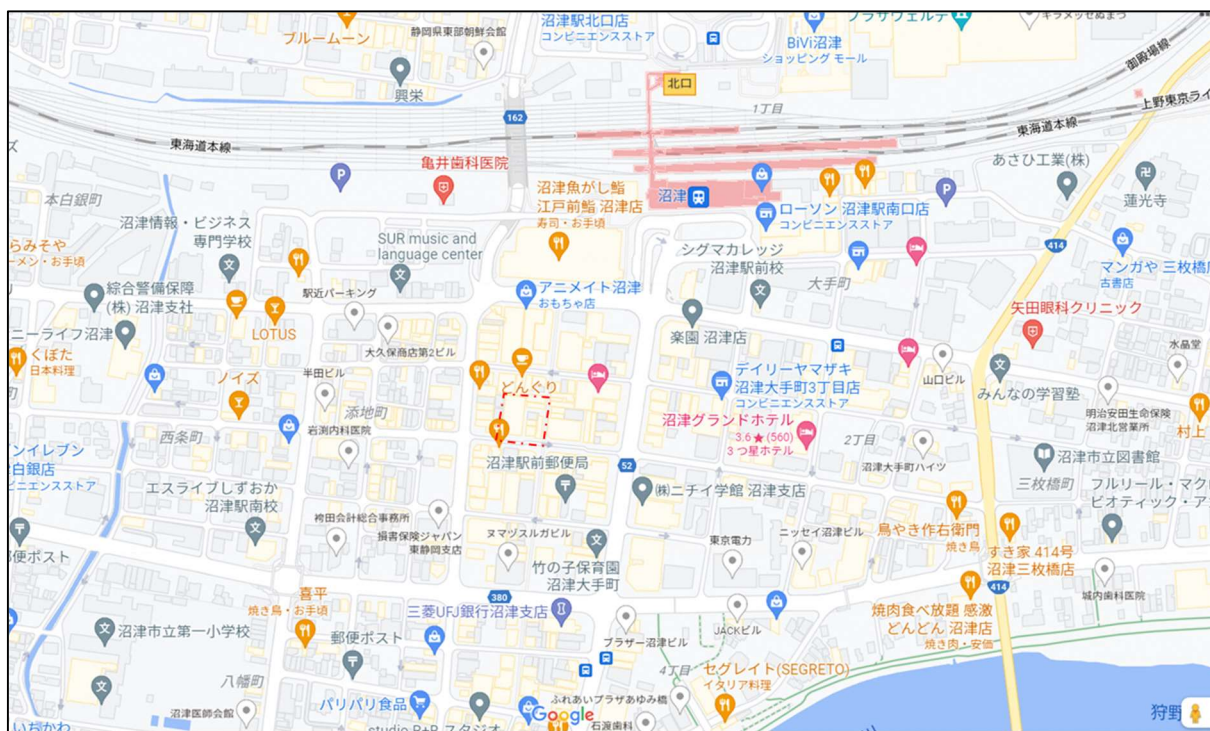 沼津駅北口店
コンビニエンスストア
ブルームーン
静岡県東部朝鮮会館
BiVi沼津
ショッピング モール
プラザヴェルデ
キラメッセぬまづ
御殿場線
興栄
北口
1丁目
上野東京ライ
162
東海道本線
東海道本線
亀井歯科医院
あさひ工業(株)
蓮光寺
本白銀町
沼津魚がし鮨
江戸前鮨 沼津店
寿司・お手頃
沼津
ローソン 沼津駅南口店
コンビニエンスストア
沼津情報・ビジネス
専門学校
らみそや
ーメン・お手頃
SUR music and
language center
シグマカレッジ
沼津駅前校
大手町
414
マンガや 三枚橋店
古書店
綜合警備保障
(株) 沼津支社
駅近パーキング
アニメイト沼津
おもちゃ店
矢田眼科クリニック
ニーライフ沼津
LOTUS
大久保商店第2ビル
楽園 沼津店
水晶堂
くぼた
日本料理
ノイズ
半田ビル
どんぐり
デイリーヤマザキ
沼津大手町3丁目店
コンビニエンスストア
山口ビル
みんなの学習塾
添地町
岩渕内科医院
沼津グランドホテル
3.6★(560)
3 つ星ホテル
2丁目
明治安田生命保険
沼津北営業所
村上
西条町
沼津駅前郵便局
52
沼津大手町ハイツ
沼津市立図書館
ンイレブン
白銀店
ビニエンスストア
エスライブしずおか
沼津駅南校
㈱ニチイ学館 沼津支店
三枚橋町
フルリール・マクロ
ビオティック・ア
袴田会計総合事務所
損害保険ジャパン
東静岡支店
ヌマヅスルガビル
東京電力
ニッセイ沼津ビル
鳥やき作右衛門
焼き鳥
すき家 414号
沼津三枚橋店
便ポスト
竹の子保育園
沼津大手町
414
喜平
焼き鳥・お手頃
380
三菱UFJ銀行沼津支店
城内歯科医院
沼津市立第一小学校
郵便ポスト
ブラザー沼津ビル
JACKビル
焼肉食べ放題 感激
どんどん 沼津店
焼き肉・安価
八幡町
4丁目
セグレイト(SEGRETO)
イタリア料理
沼津医師会館
パリパリ食品
ふれあいプラザあゆみ橋
Google
石渡歯科
狩野
いちかわ